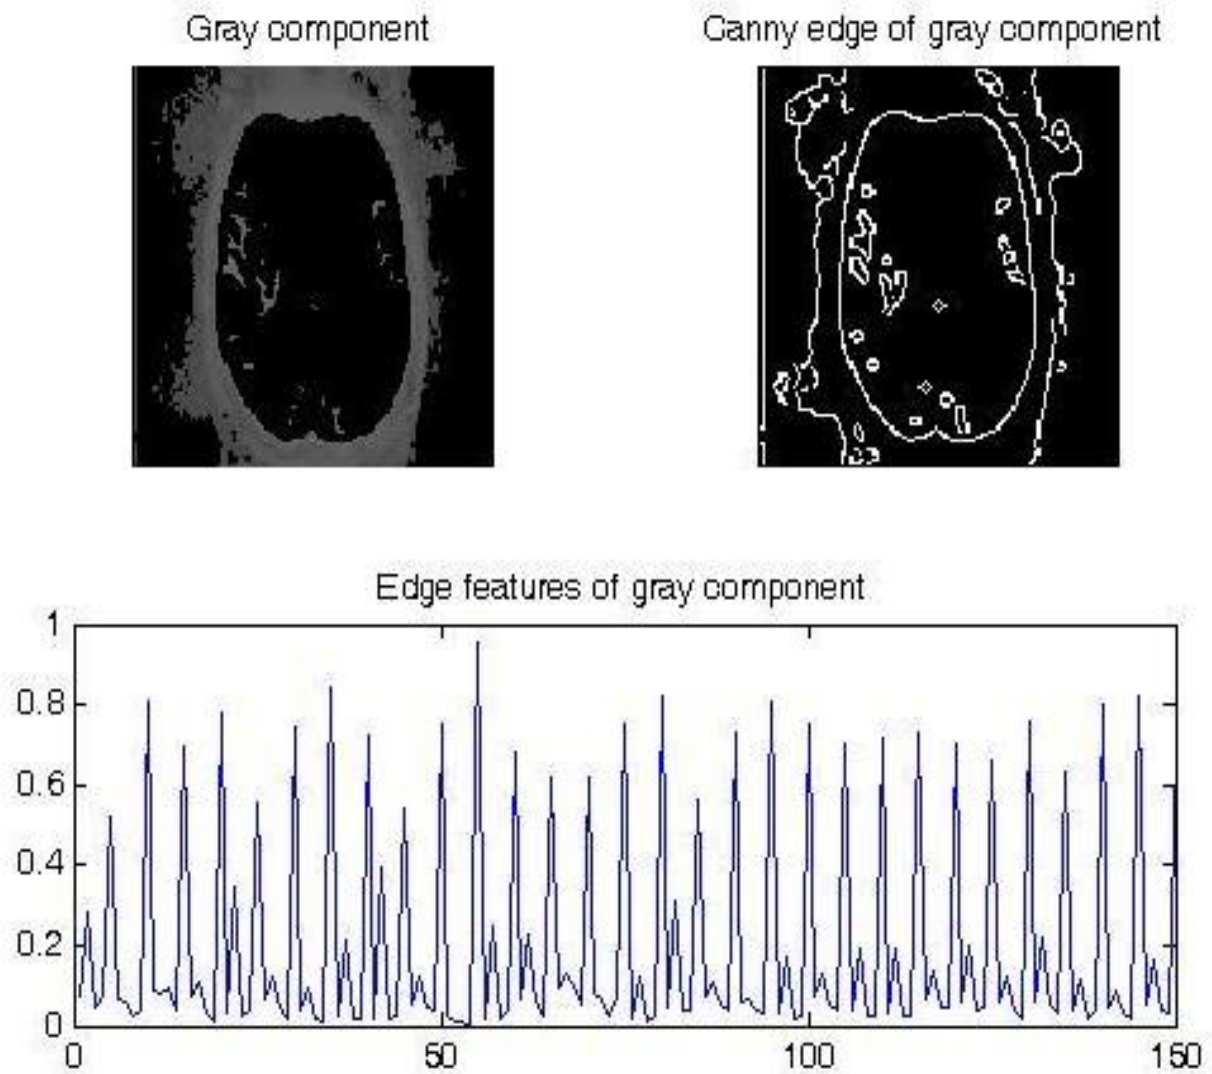 Gray component
Canny edge of gray component
Edge features of gray component
1
0.8
0.6
0.4
0.2
0
0 50 100 150